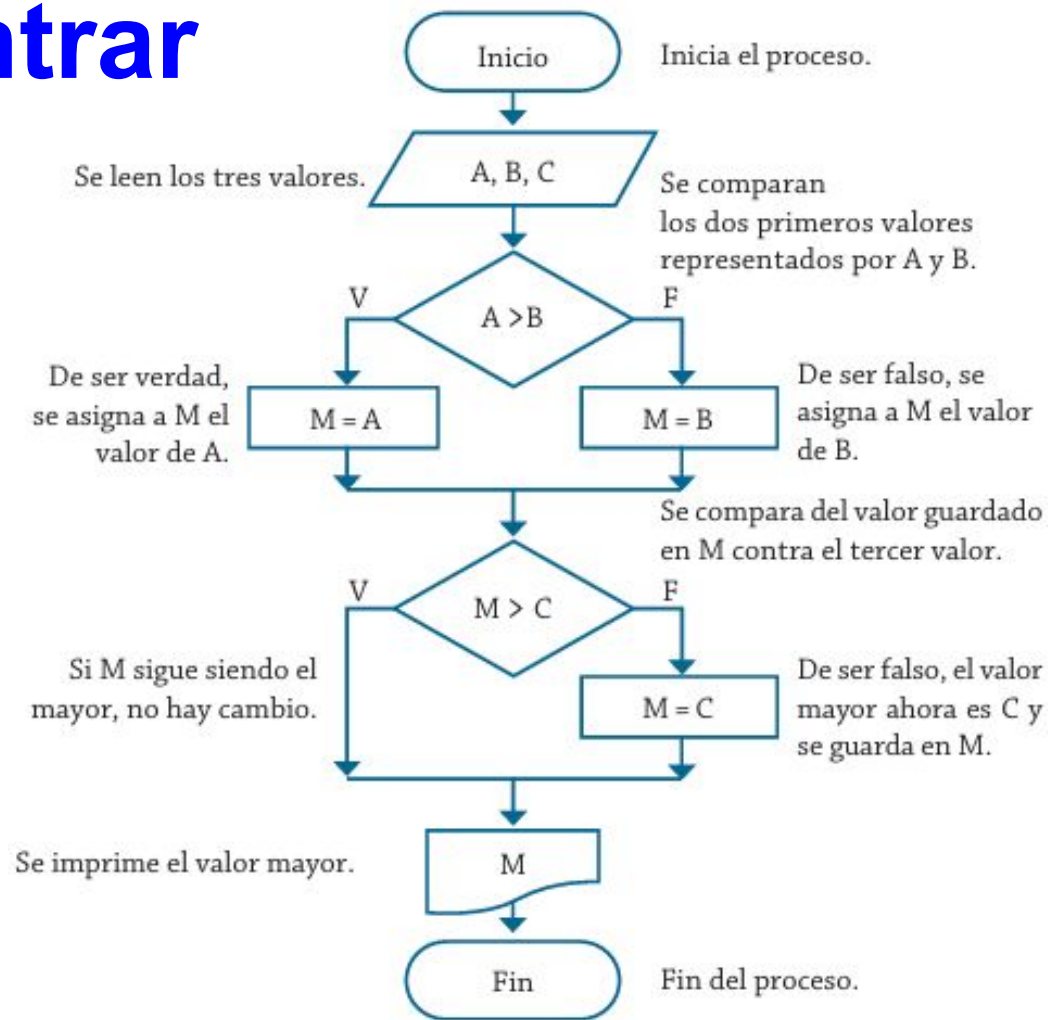 ntrar
Inicio
Inicia el proceso.
Se leen los tres valores.
A, B, C
Se comparan
los dos primeros valores
representados por A y B.
V
A >B
F
De ser verdad,
se asigna a M el
valor de A.
M = A
M = B
De ser falso, se
asigna a M el valor
de B.
Se compara del valor guardado
en M contra el tercer valor.
V
M > C
F
Si M sigue siendo el
mayor, no hay cambio.
M = C
De ser falso, el valor
mayor ahora es C y
se guarda en M.
Se imprime el valor mayor.
M
Fin
Fin del proceso.